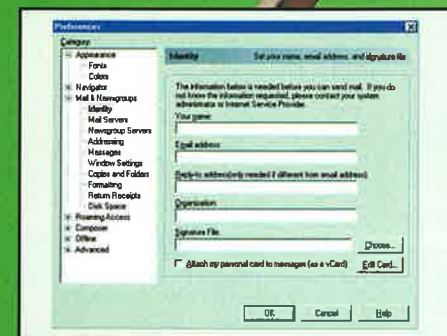 Preferences
Category:
Appearance
Fonts
Colors
Navigator
Mail & Newsgroups
Identity
Mail Servers
Newsgroup Servers
Addressing
Messages
Window Settings
Copies and Folders
Formatting
Return Receipts
Disk Space
Roaming Access
Composer
Offline
Advanced
Identity Set your name, email address, and signature file
The information below is needed before you can send mail. If you do
not know the information requested, please contact your system
administrator or Internet Service Provider.
Your name:
Email address:
Reply-to address(only needed if different from email address):
Organization:
Signature File:
Choose...
Attach my personal card to messages (as a vCard)
Edit Card...
OK Cancel Help